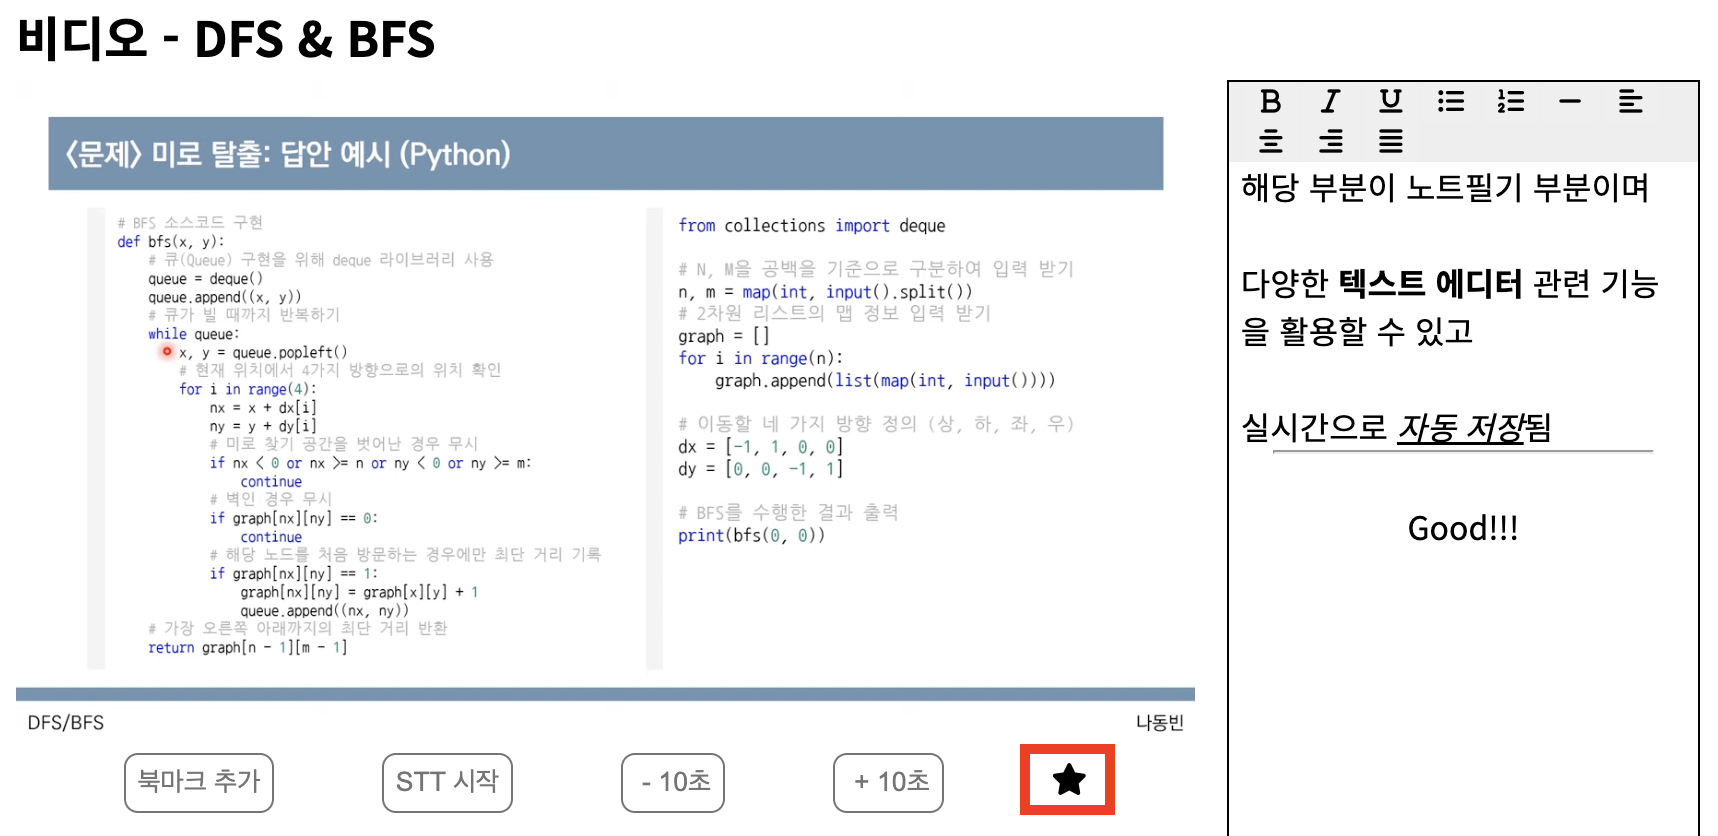 비디오 - DFS & BFS
<문제> 미로 탈출: 답안 예시 (Python)
# BFS 소스코드 구현
def bfs(x, y):
    # 큐(Queue) 구현을 위해 deque 라이브러리 사용
    queue = deque()
    queue.append((x, y))
    # 큐가 빌 때까지 반복하기
    while queue:
        x, y = queue.popleft()
        # 현재 위치에서 4가지 방향으로의 위치 확인
        for i in range(4):
            nx = x + dx[i]
            ny = y + dy[i]
            # 미로 찾기 공간을 벗어난 경우 무시
            if nx < 0 or nx >= n or ny < 0 or ny >= m:
                continue
            # 벽인 경우 무시
            if graph[nx][ny] == 0:
                continue
            # 해당 노드를 처음 방문하는 경우에만 최단 거리 기록
            if graph[nx][ny] == 1:
                graph[nx][ny] = graph[x][y] + 1
                queue.append((nx, ny))
    # 가장 오른쪽 아래까지의 최단 거리 반환
    return graph[n - 1][m - 1]
from collections import deque
# N, M을 공백을 기준으로 구분하여 입력 받기
n, m = map(int, input().split())
# 2차원 리스트의 맵 정보 입력 받기
graph = []
for i in range(n):
    graph.append(list(map(int, input())))
# 이동할 네 가지 방향 정의 (상, 하, 좌, 우)
dx = [-1, 1, 0, 0]
dy = [0, 0, -1, 1]
# BFS를 수행한 결과 출력
print(bfs(0, 0))
DFS/BFS
나동빈
북마크 추가
STT 시작
- 10초
+ 10초
B I U
해당 부분이 노트필기 부분이며
다양한 텍스트 에디터 관련 기능
을 활용할 수 있고
실시간으로 자동 저장됨
Good!!!